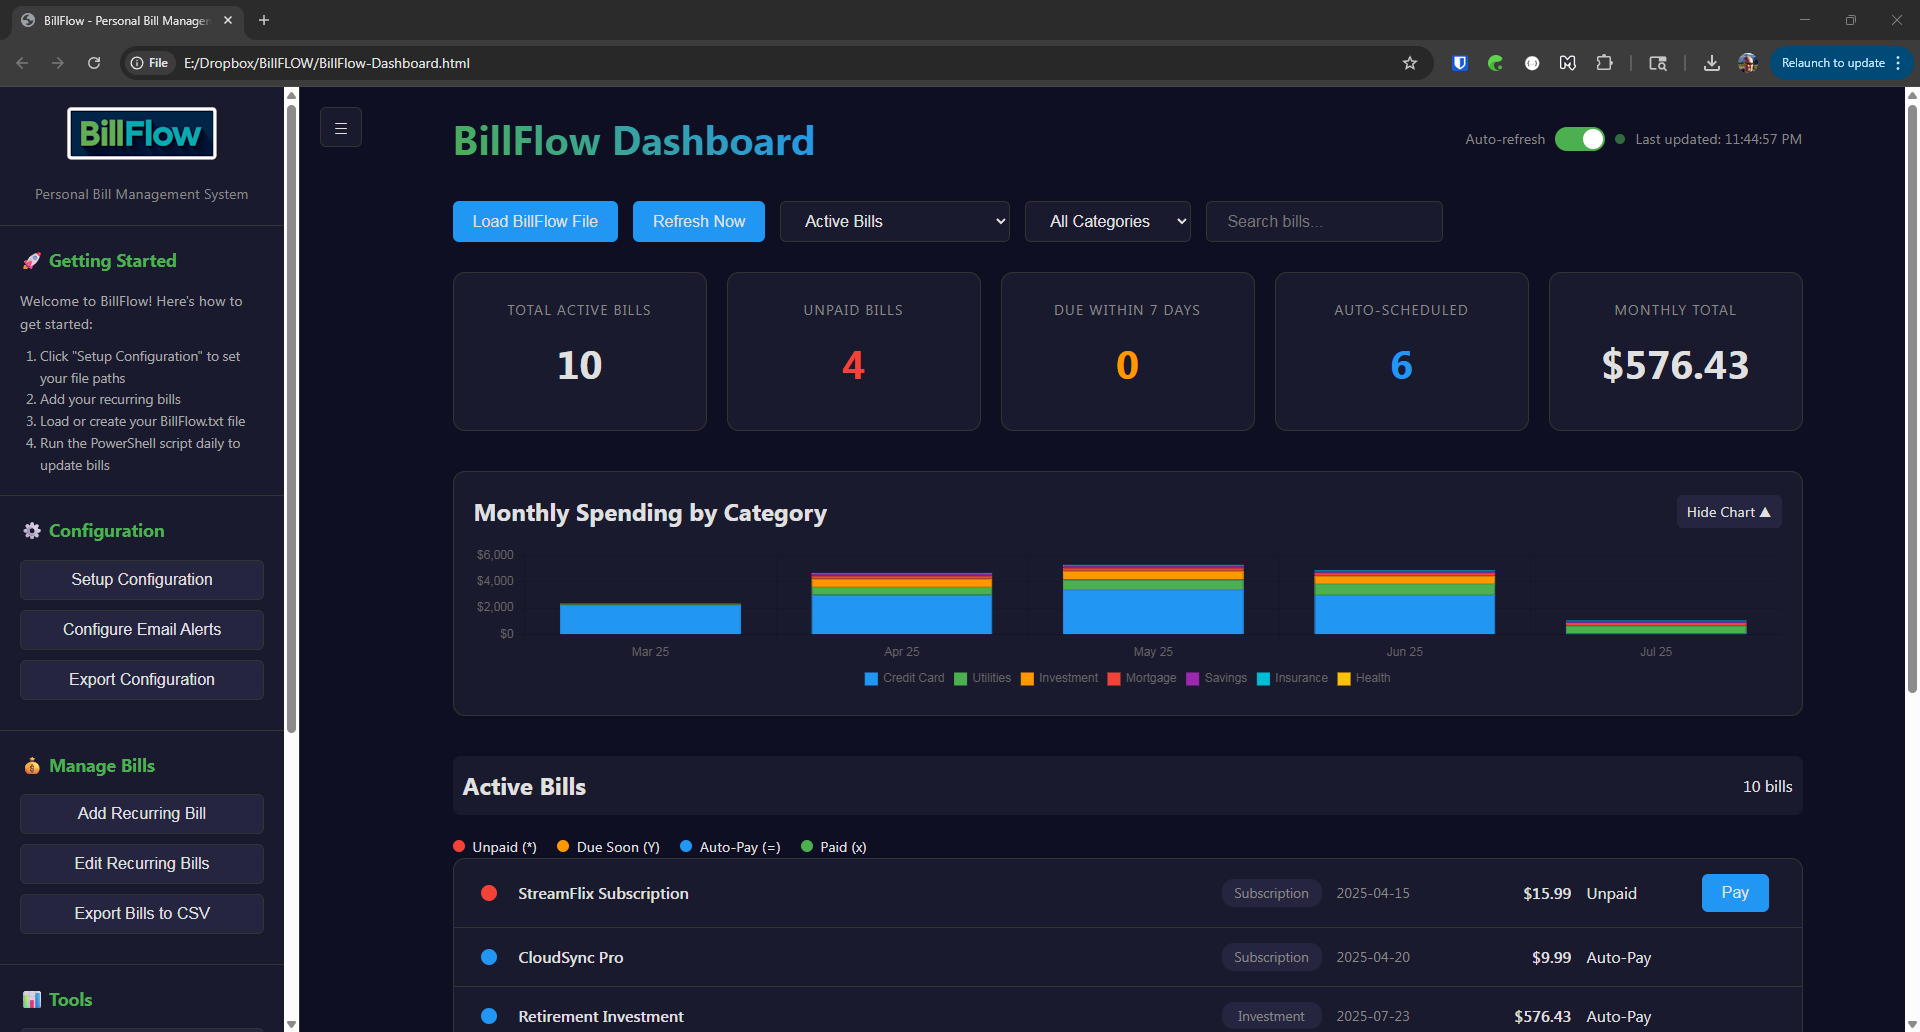 BillFlow - Personal Bill Manager
File
E:/Dropbox/BillFLOW/BillFlow-Dashboard.html
Relaunch to update
BillFlow
Personal Bill Management System
🚀 Getting Started
Welcome to BillFlow! Here's how to
get started:
1. Click "Setup Configuration" to set
your file paths
2. Add your recurring bills
3. Load or create your BillFlow.txt file
4. Run the PowerShell script daily to
update bills
⚙️ Configuration
Setup Configuration
Configure Email Alerts
Export Configuration
💰 Manage Bills
Add Recurring Bill
Edit Recurring Bills
Export Bills to CSV
📊 Tools
BillFlow Dashboard
Auto-refresh
Last updated: 11:44:57 PM
Load BillFlow File
Refresh Now
Active Bills
All Categories
Search bills...
TOTAL ACTIVE BILLS
10
UNPAID BILLS
4
DUE WITHIN 7 DAYS
0
AUTO-SCHEDULED
6
MONTHLY TOTAL
$576.43
Monthly Spending by Category
Hide Chart ▲
$6,000
$4,000
$2,000
$0
Mar 25
Apr 25
May 25
Jun 25
Jul 25
Credit Card
Utilities
Investment
Mortgage
Savings
Insurance
Health
Active Bills
10 bills
Unpaid (*)
Due Soon (Y)
Auto-Pay (=)
Paid (x)
StreamFlix Subscription
Subscription
2025-04-15
$15.99
Unpaid
Pay
CloudSync Pro
Subscription
2025-04-20
$9.99
Auto-Pay
Retirement Investment
Investment
2025-07-23
$576.43
Auto-Pay